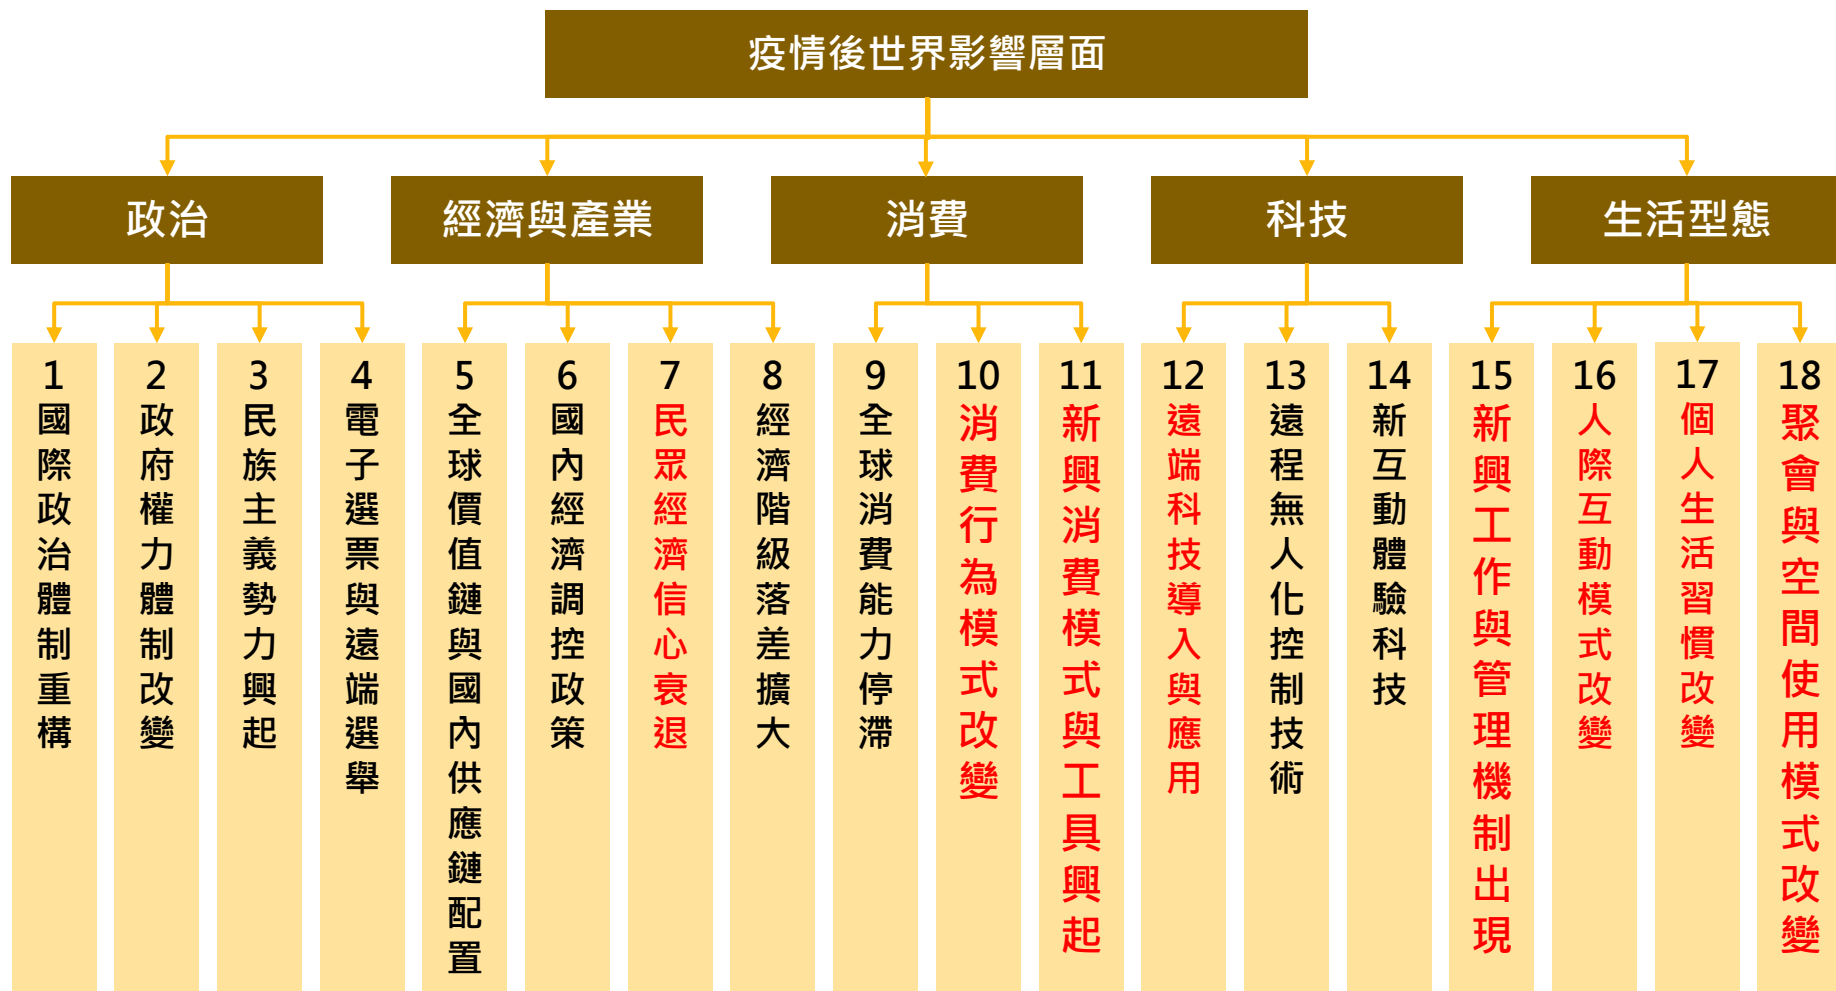 疫情後世界影響層面
政治
經濟與產業
消費
科技
生活型態
1
國際政治體制重構
2
政府權力體制改變
3
民族主義勢力興起
4
電子選票與遠端選舉
5
全球價值鏈與國內供應鏈配置
6
國內經濟調控政策
7
民眾經濟信心衰退
8
經濟階級落差擴大
9
全球消費能力停滯
10
消費行為模式改變
11
新興消費模式與工具興起
12
遠端科技導入與應用
13
遠程無人化控制技術
14
新互動體驗科技
15
新興工作與管理機制出現
16
人際互動模式改變
17
個人生活習慣改變
18
聚會與空間使用模式改變